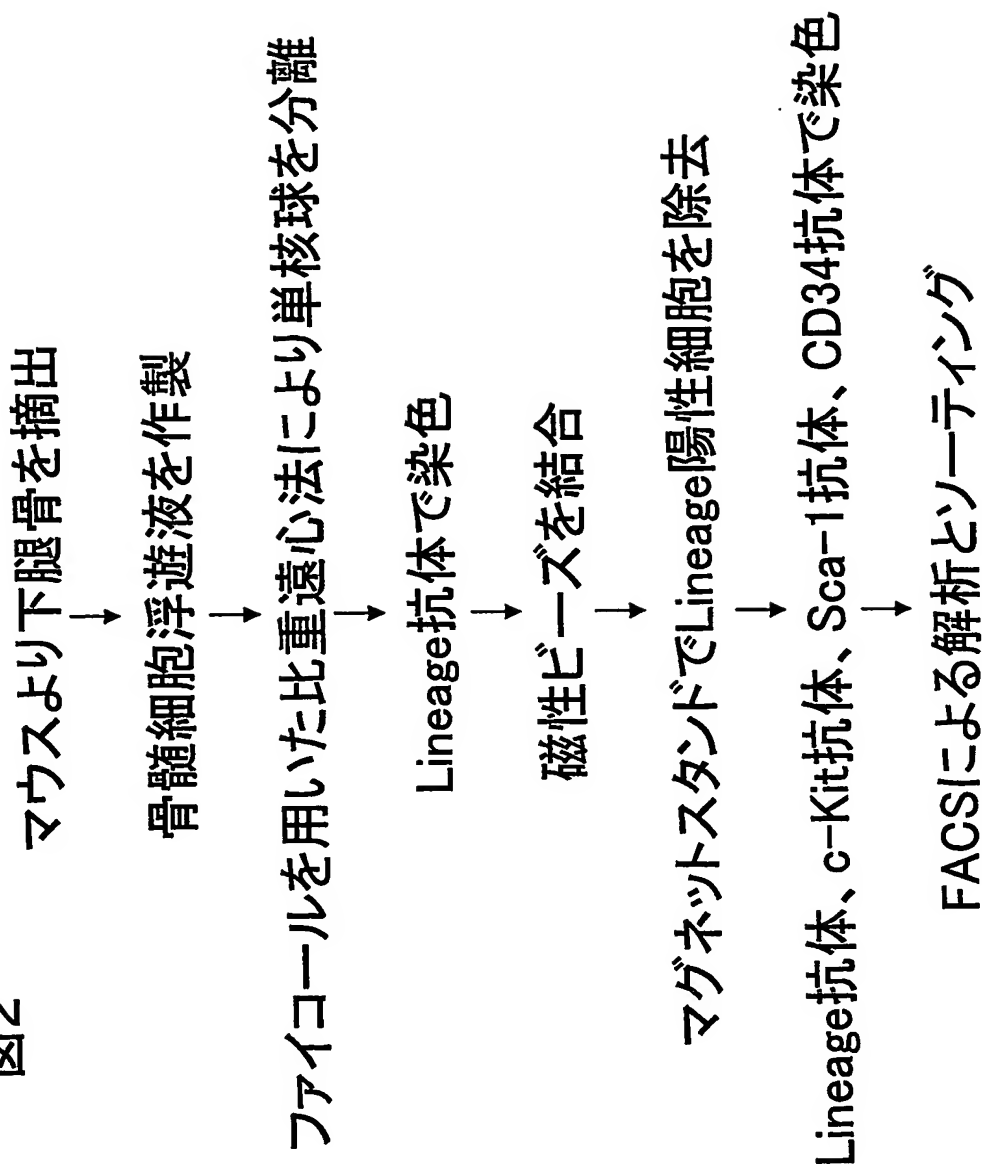 図2
マウスより下腿骨を摘出
骨髄細胞浮遊液を作製
ファイコールを用いた比重遠心法により単核球を分離
Lineage抗体で染色
磁性ビーズを結合
マグネットスタンドでLineage陽性細胞を除去
Lineage抗体、c-Kit抗体、Sca-1抗体、CD34抗体で染色
FACSによる解析とソーティング